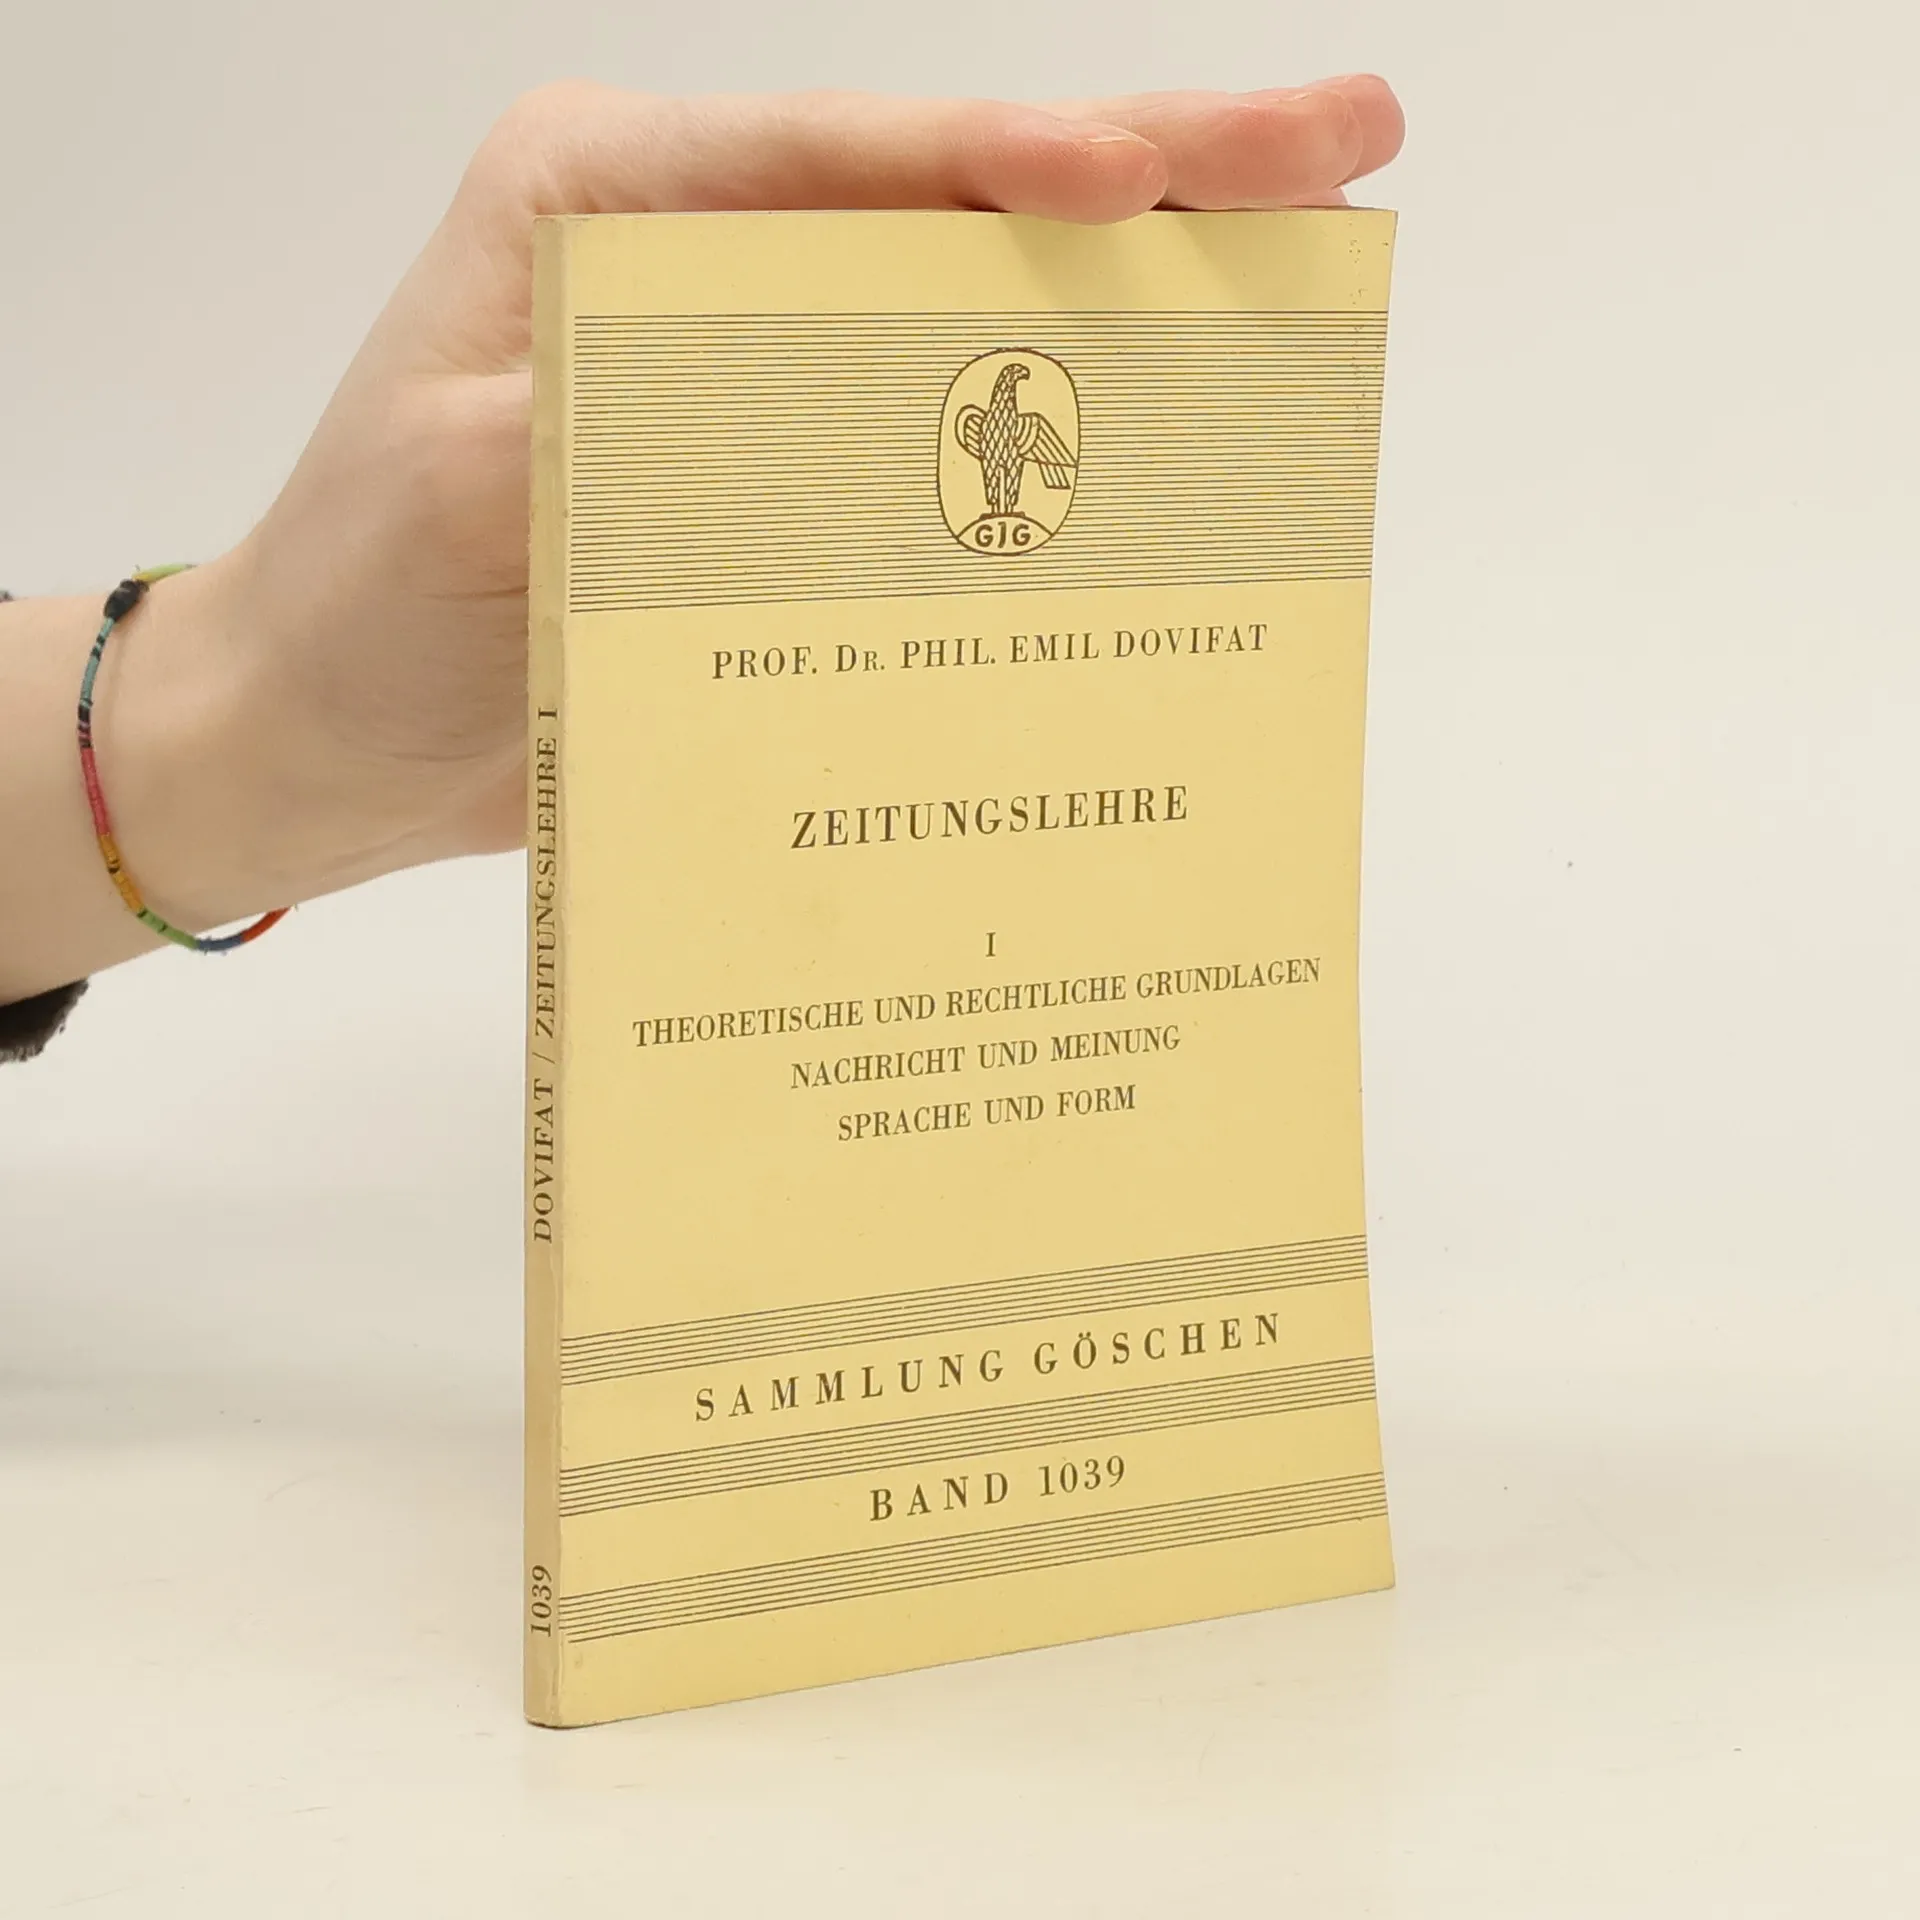 GJG
PROF. DR. PHIL. EMIL DOVIFAT
ZEITUNGSLEHRE
I
THEORETISCHE UND RECHTLICHE GRUNDLAGEN
NACHRICHT UND MEINUNG
SPRACHE UND FORM
SAMMLUNG GÖSCHEN
BAND 1039
DOVIFAT / ZEITUNGSLEHRE I
1039